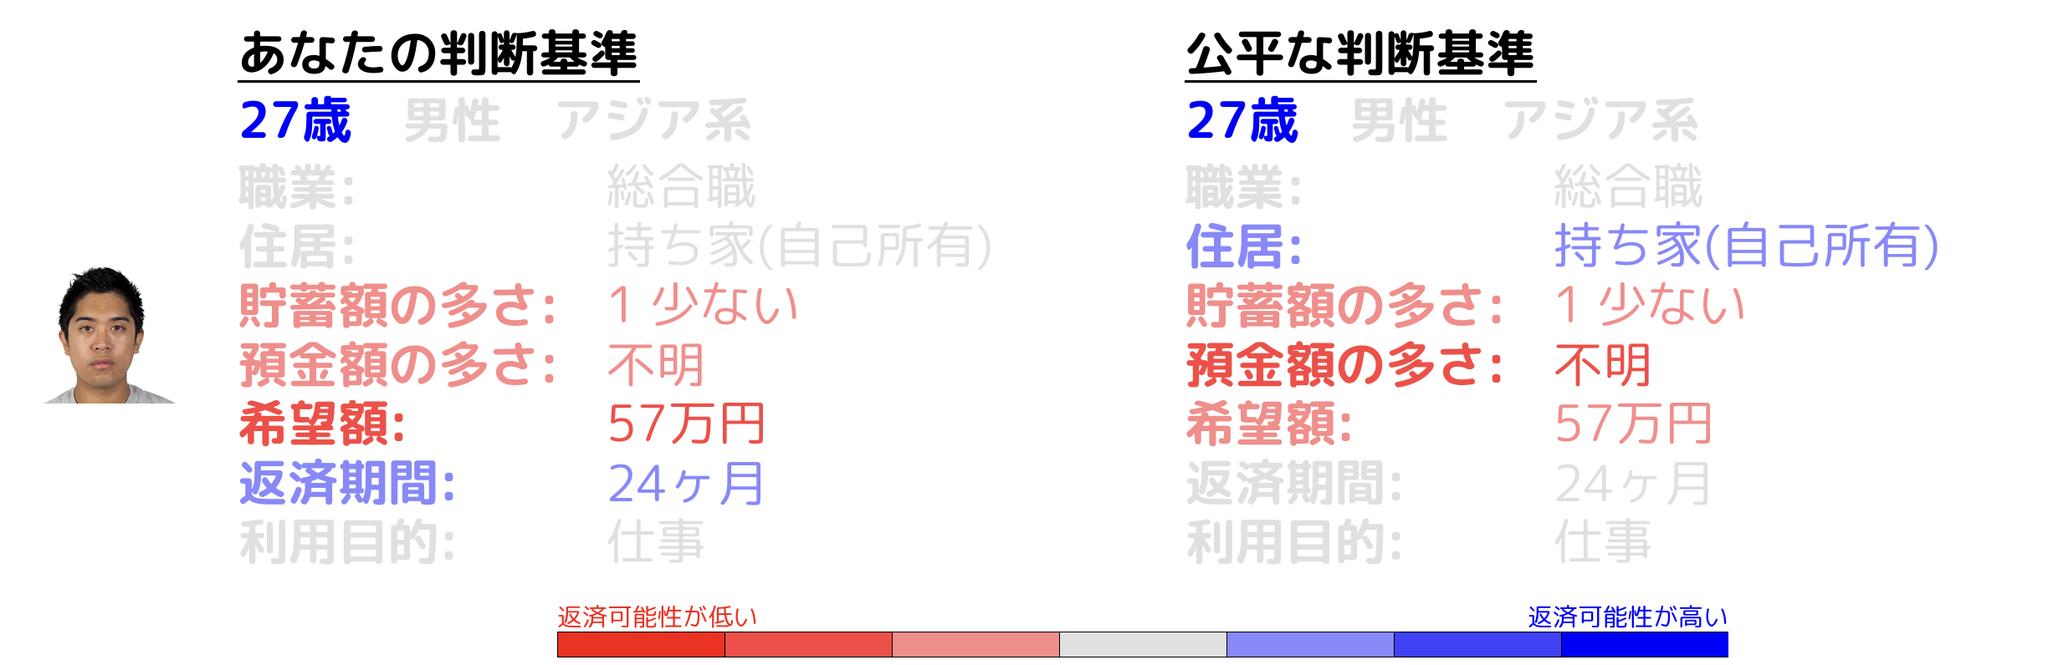 あなたの判断基準
27歳 男性 アジア系
職業: 総合職
住居: 持ち家(自己所有)
貯蓄額の多さ: 1 少ない
預金額の多さ: 不明
希望額: 57万円
返済期間: 24ヶ月
利用目的: 仕事
公平な判断基準
27歳 男性 アジア系
職業: 総合職
住居: 持ち家(自己所有)
貯蓄額の多さ: 1 少ない
預金額の多さ: 不明
希望額: 57万円
返済期間: 24ヶ月
利用目的: 仕事
返済可能性が低い
返済可能性が高い